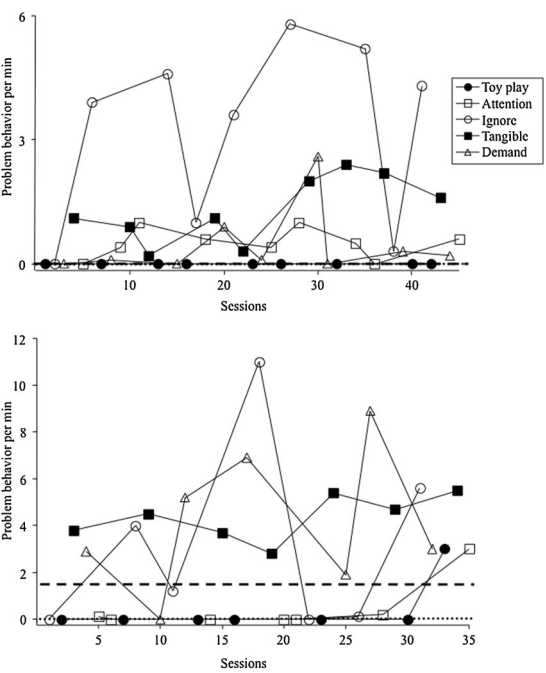 6
Problem behavior per min
3
0
10
20
30
40
Sessions
Toy play
Attention
Ignore
Tangible
Demand
12
10
8
6
4
2
0
Problem behavior per min
5
10
15
20
25
30
35
Sessions